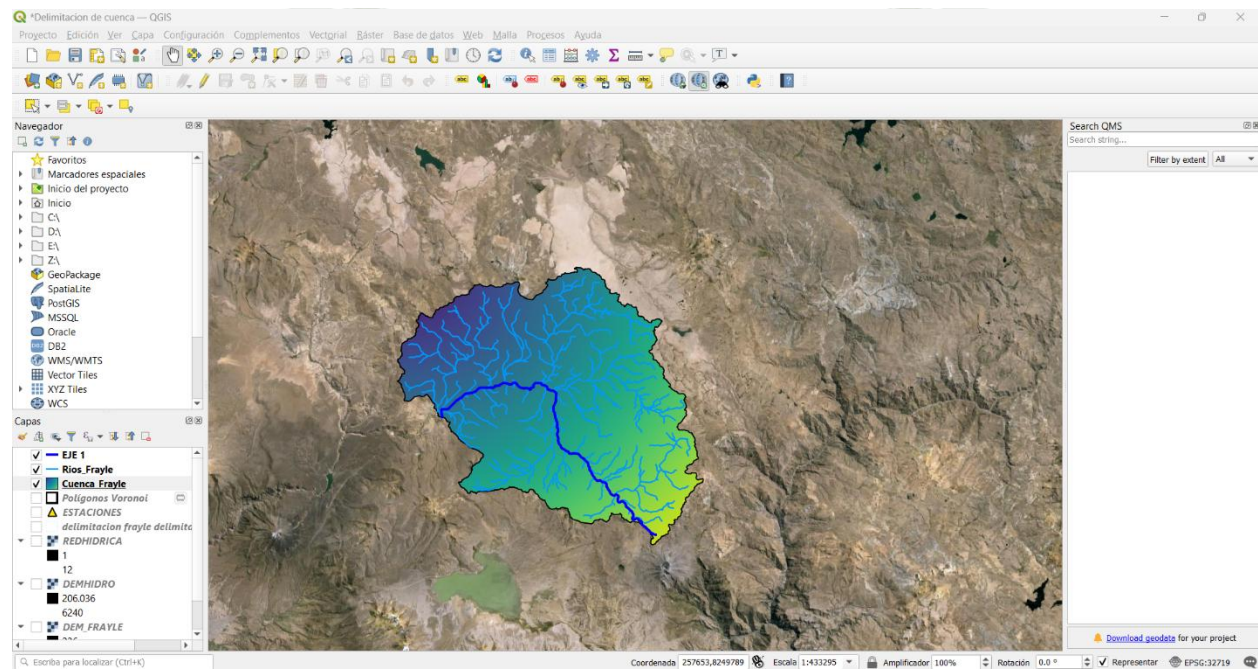 *Delimitacion de cuenca — QGIS
Proyecto Edición Ver Capa Configuración Complementos Vectorial Ráster Base de datos Web Malla Procesos Ayuda
Navegador
Favoritos
Marcadores espaciales
Inicio del proyecto
Inicio
C:\
D:\
E:\
Z:\
GeoPackage
SpatiaLite
PostGIS
MSSQL
Oracle
DB2
WMS/WMTS
Vector Tiles
XYZ Tiles
WCS
Capas
EJE 1
Rios_Frayle
Cuenca_Frayle
Polígonos Voronoi
ESTACIONES
delimitacion frayle delimita
REDHIDRICA
1
12
DEMHIDRO
206.036
6240
DEM_FRAYLE
Search QMS
Search string...
Filter by extent All
Download geodata for your project
Escriba para localizar (Ctrl+K)
Coordenada 257653,8249789 Escala 1:433295 Amplificador 100% Rotación 0.0 ° Representar EPSG:32719